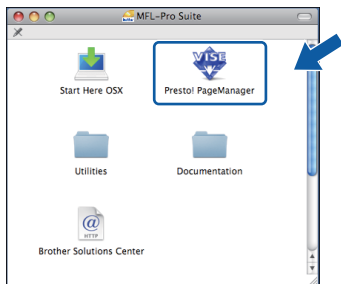 MFL-Pro Suite
VISE
Start Here OSX
Presto! PageManager
Utilities
Documentation
@
HTTP
Brother Solutions Center